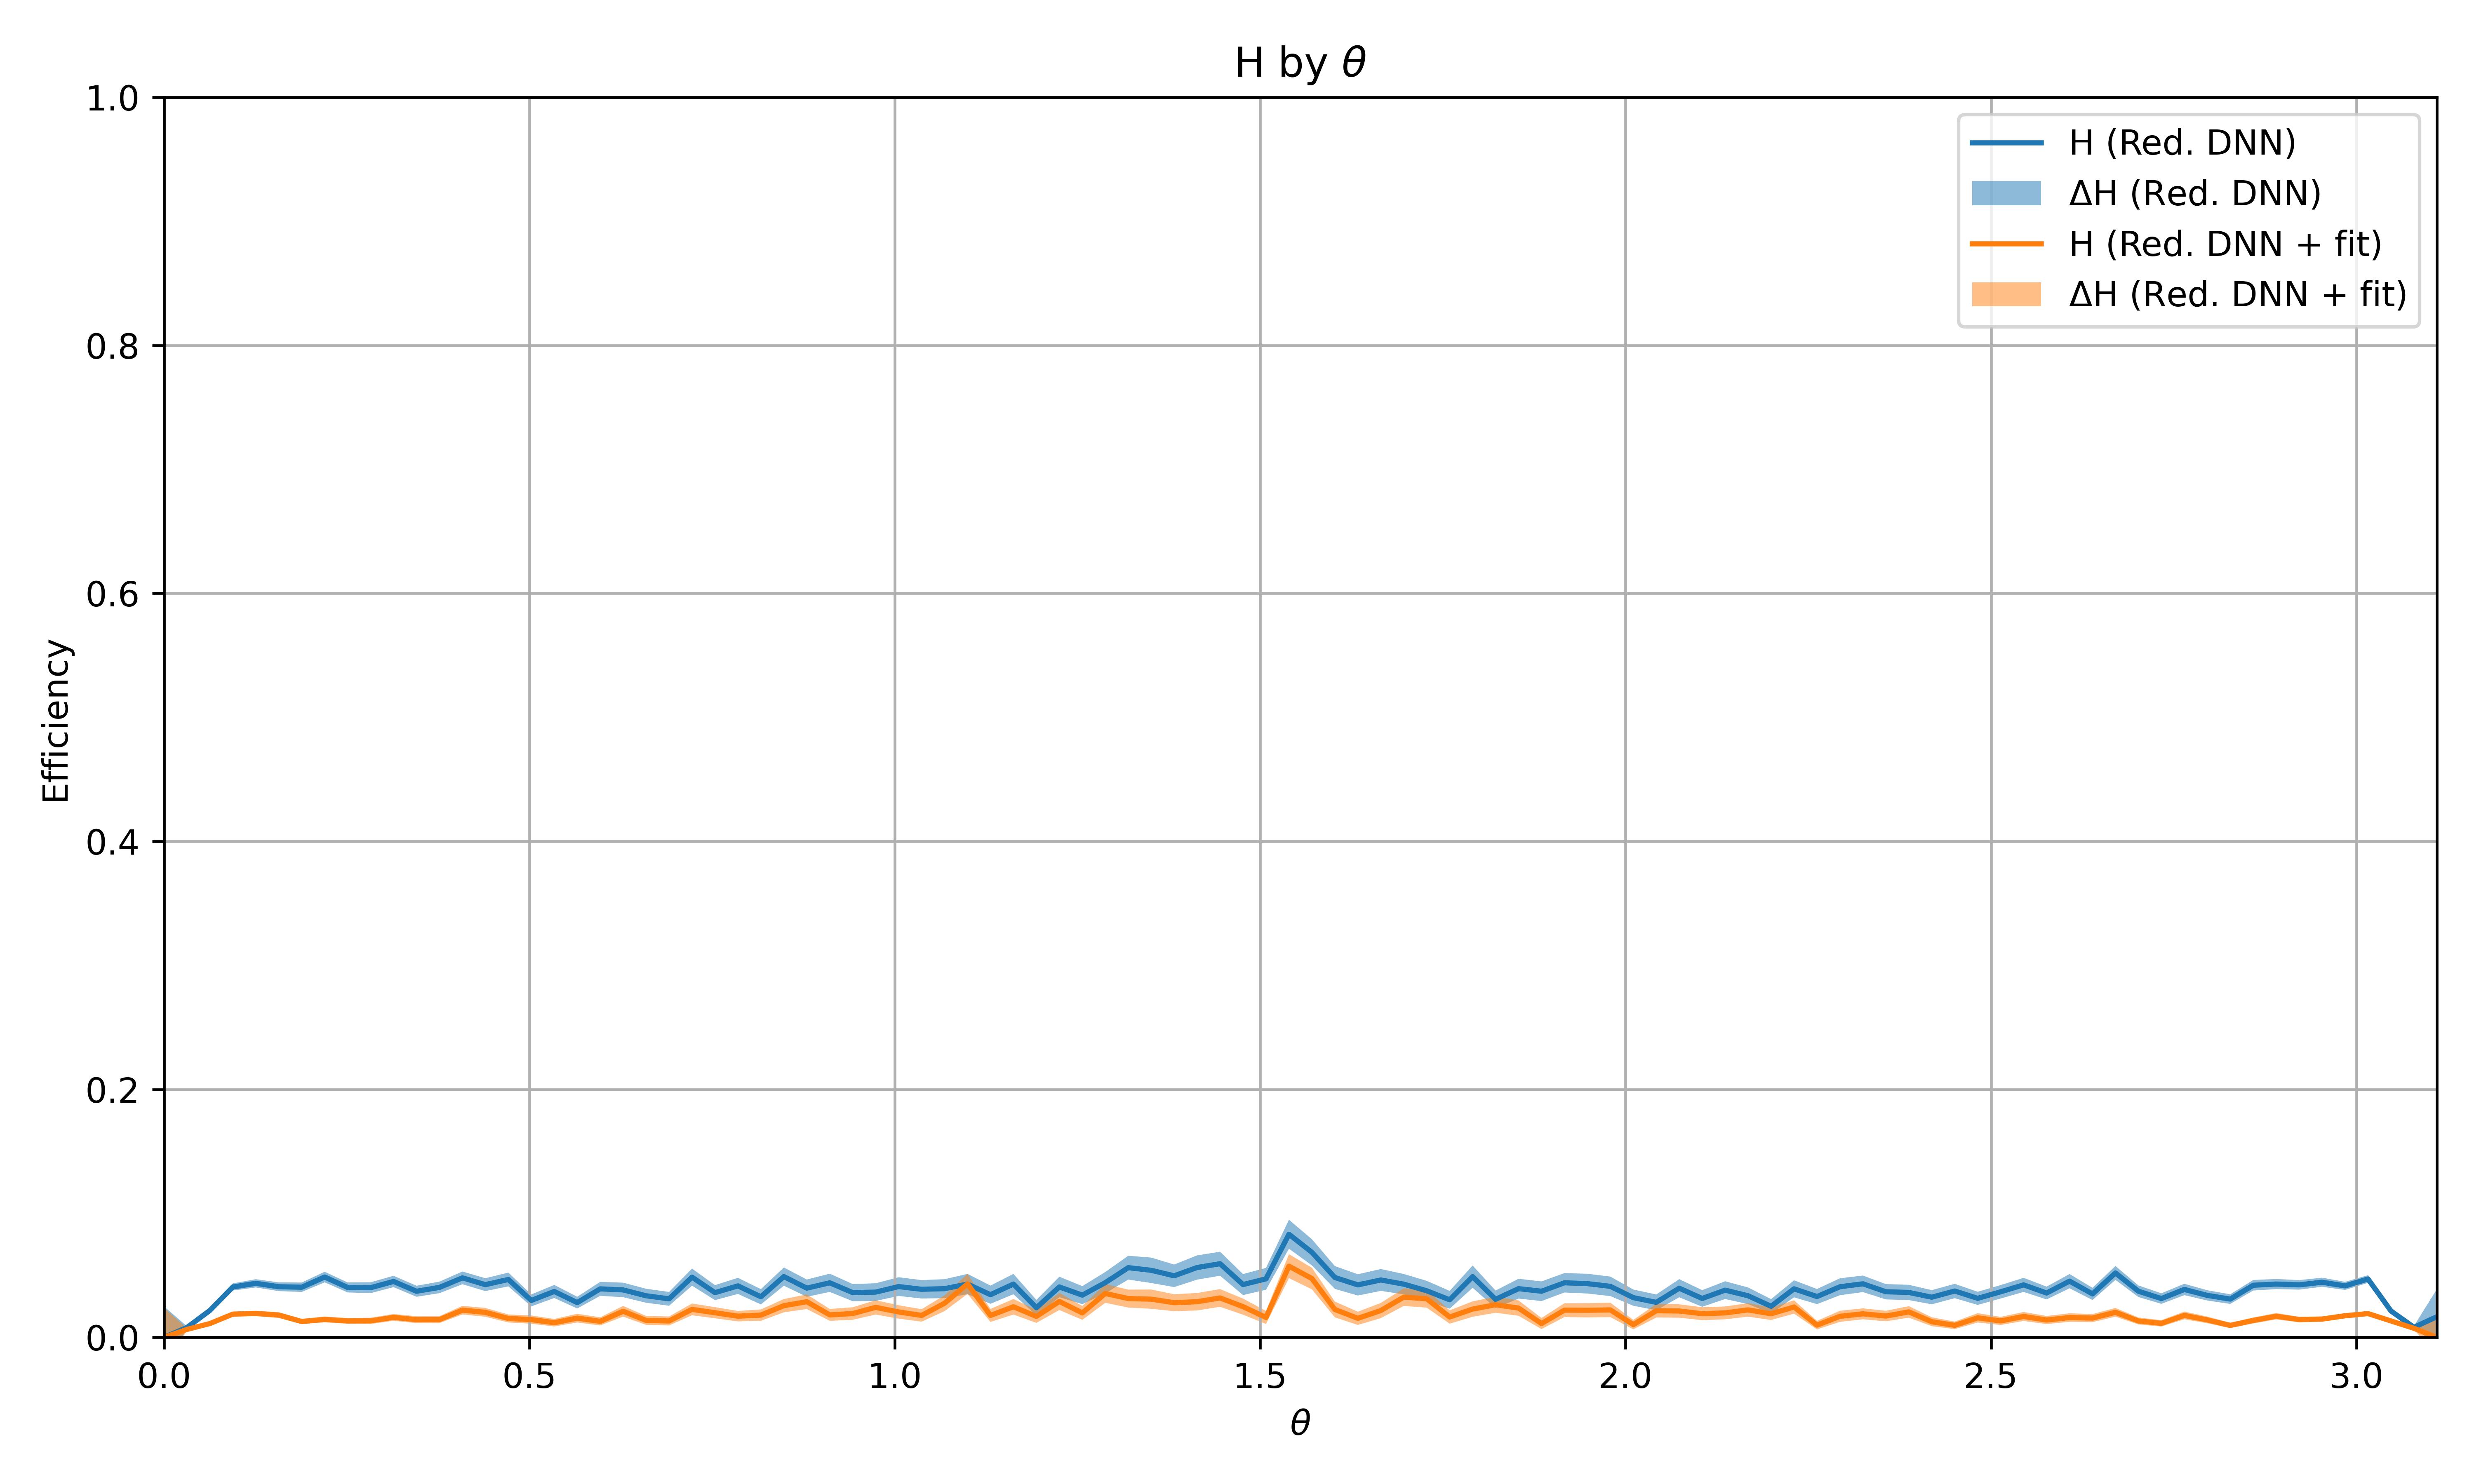 H by θ
Efficiency
1.0
0.8
0.6
0.4
0.2
0.0
H (Red. DNN)
ΔH (Red. DNN)
H (Red. DNN + fit)
ΔH (Red. DNN + fit)
0.0 0.5 1.0 1.5 2.0 2.5 3.0
θ